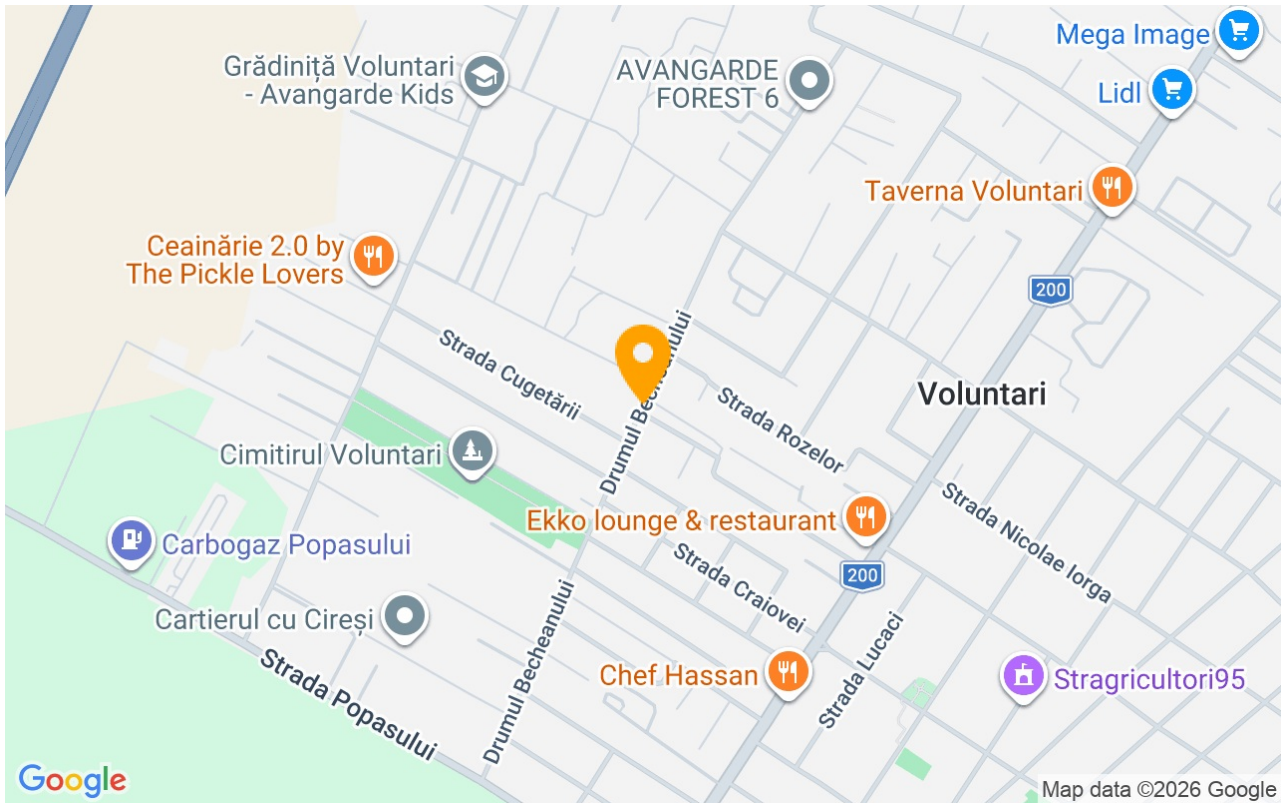 Mega Image
Grădiniță Voluntari
- Avangarde Kids
AVANGARDE
FOREST 6
Lidl
Taverna Voluntari
Ceainărie 2.0 by
The Pickle Lovers
200
Strada Cugetării
Drumul Becheanului
Voluntari
Strada Rozelor
Cimitirul Voluntari
Ekko lounge & restaurant
Strada Nicolae Iorga
Carbogaz Popasului
Strada Craiovei
200
Cartierul cu Cireși
Strada Lucaci
Chef Hassan
Stragricultori95
Strada Popasului
Drumul Becheanului
Google
Map data ©2026 Google